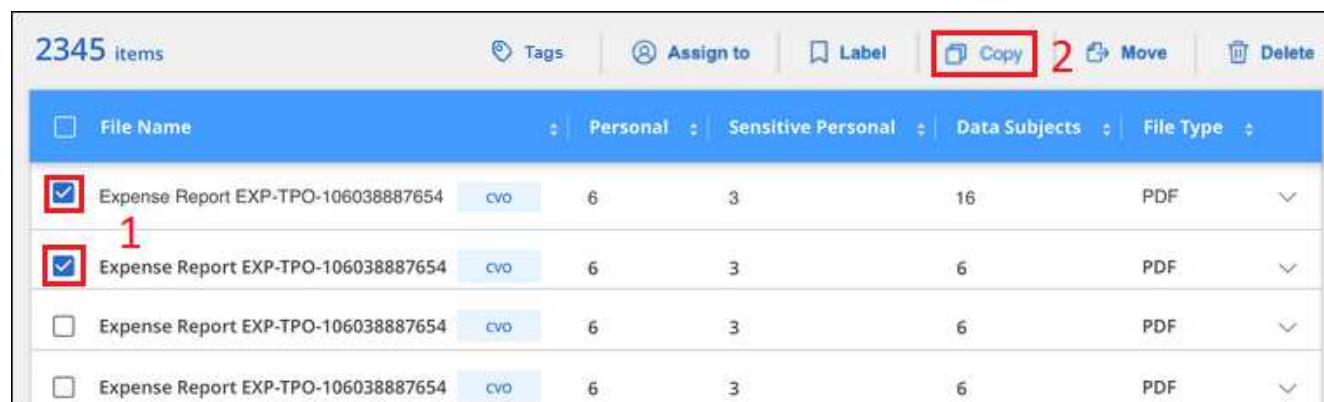 2345 items Tags Assign to Label Copy 2 Move Delete
File Name Personal Sensitive Personal Data Subjects File Type
Expense Report EXP-TPO-106038887654 CVO 6 3 16 PDF
1
Expense Report EXP-TPO-106038887654 CVO 6 3 6 PDF
Expense Report EXP-TPO-106038887654 CVO 6 3 6 PDF
Expense Report EXP-TPO-106038887654 CVO 6 3 6 PDF